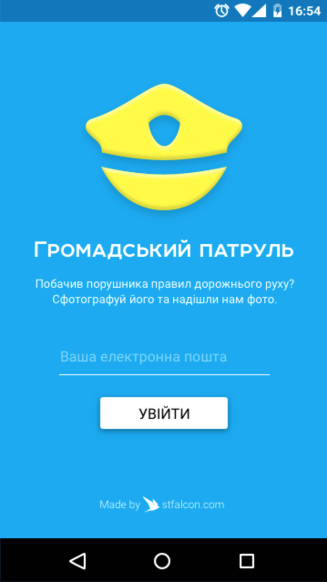 16:54
Громадський патруль
Побачив порушника правил дорожнього руху?
Сфотографуй його та надішли нам фото.
Ваша електронна пошта
УВІЙТИ
Made by stfalcon.com